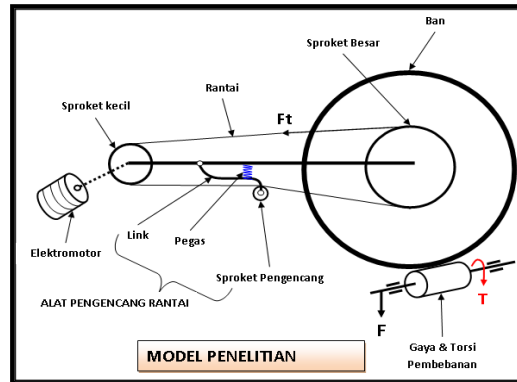 Ban
Sproket Besar
Rantai
Sproket kecil
Ft
Link
Pegas
Elektromotor
Sproket Pengencang
ALAT PENGENCANG RANTAI
F
T
Gaya & Torsi
Pembebanan
MODEL PENELITIAN